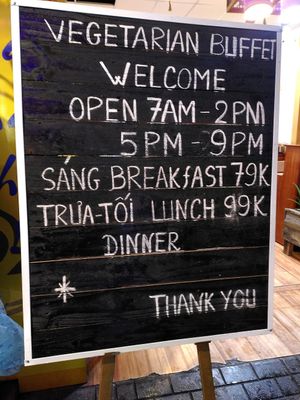 VEGETARIAN BUFFET
WELCOME
OPEN 7AM-2PM
5PM-9PM
SÁNG BREAKFAST 79K
TRƯA-TỐI LUNCH 99K
DINNER
* THANK YOU